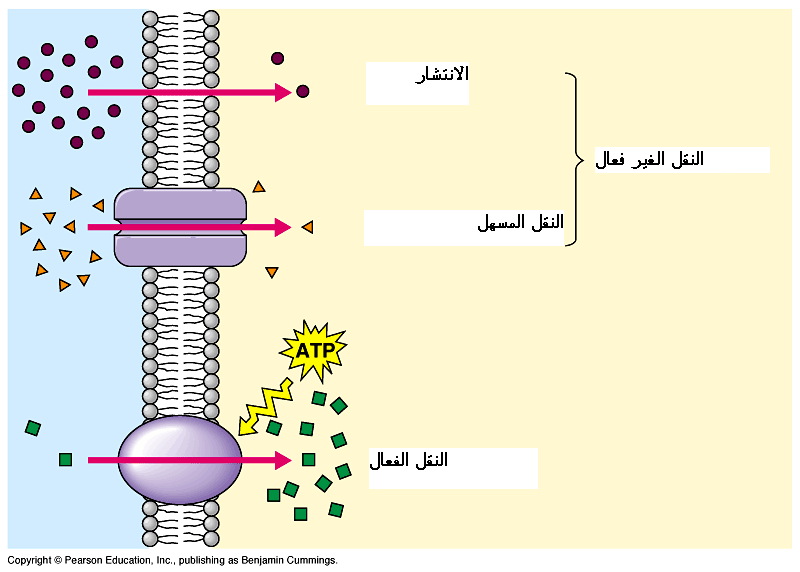 الانتشار
النقل الغير فعال
النقل المسهل
ATP
النقل الفعال
Copyright © Pearson Education, Inc., publishing as Benjamin Cummings.